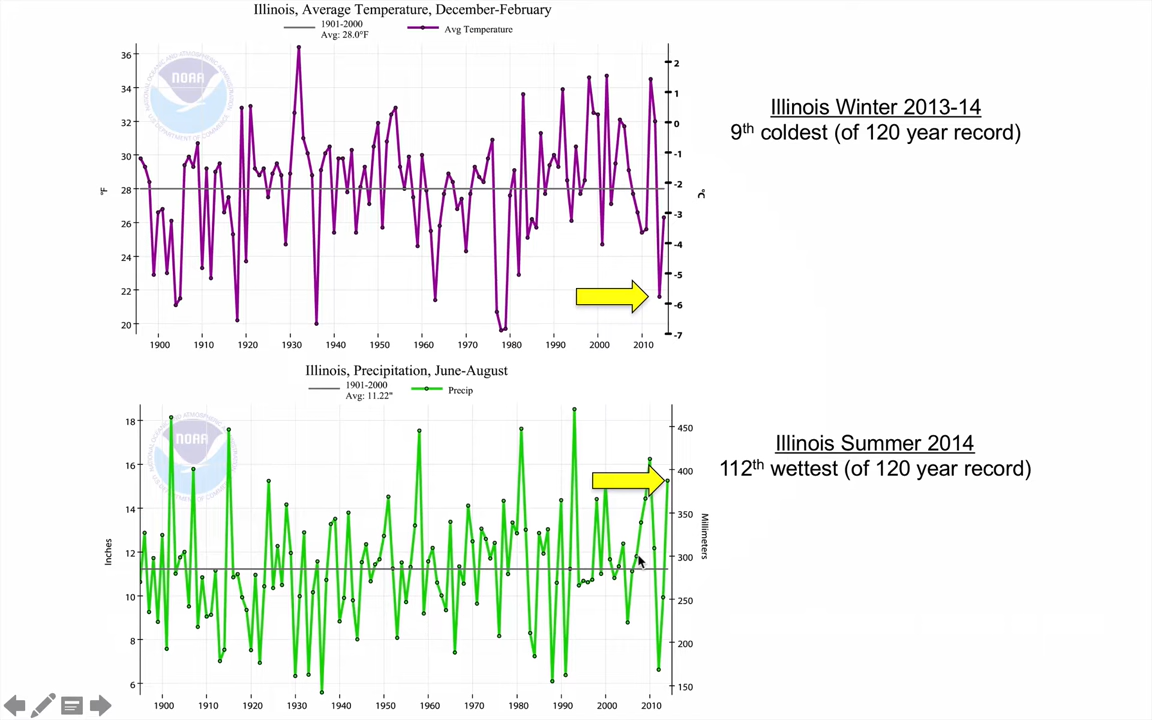 Illinois, Average Temperature, December-February
1901-2000
Avg: 28.0°F
Avg Temperature
NOAA
36
34
32
30
28
26
24
22
20
°F
2
1
0
-1
-2
-3
-4
-5
-6
-7
°C
1900 1910 1920 1930 1940 1950 1960 1970 1980 1990 2000 2010
Illinois Winter 2013-14
9th coldest (of 120 year record)
Illinois, Precipitation, June-August
1901-2000
Avg: 11.22"
Precip
NOAA
18
16
14
12
10
8
6
Inches
450
400
350
300
250
200
150
Millimeters
1900 1910 1920 1930 1940 1950 1960 1970 1980 1990 2000 2010
Illinois Summer 2014
112th wettest (of 120 year record)